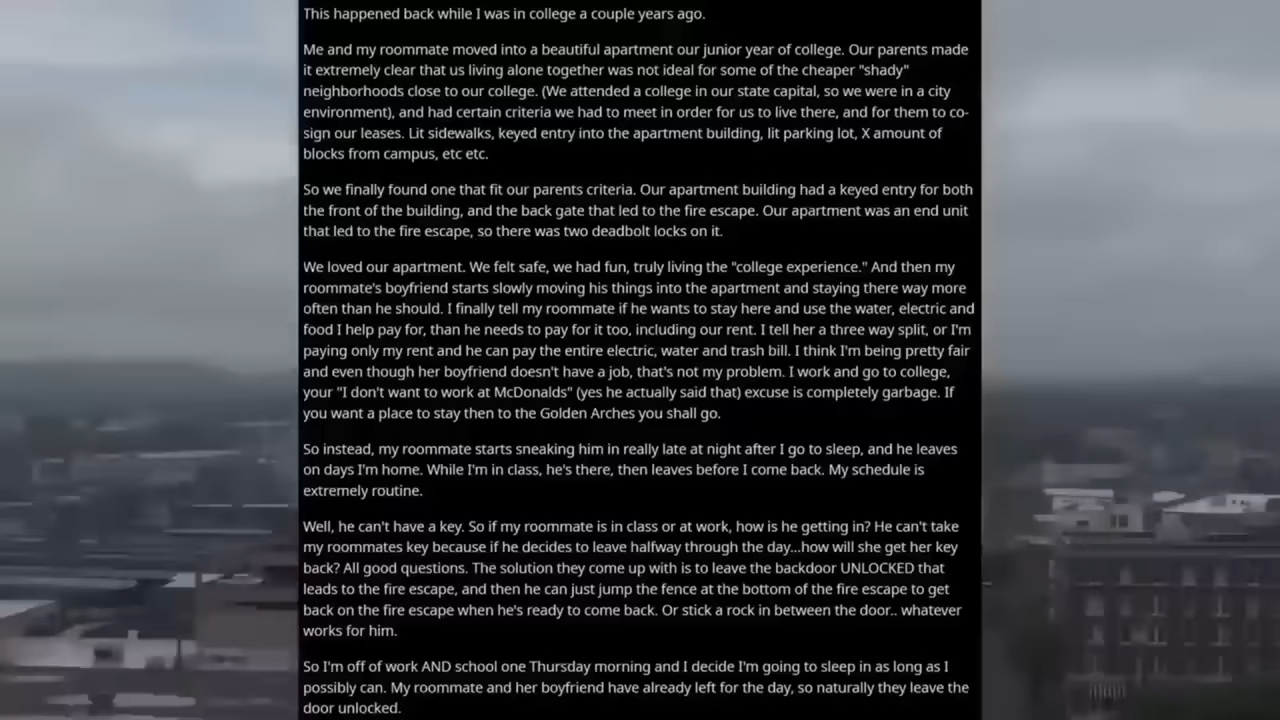 This happened back while I was in college a couple years ago.
Me and my roommate moved into a beautiful apartment our junior year of college. Our parents made
it extremely clear that us living alone together was not ideal for some of the cheaper "shady"
neighborhoods close to our college. (We attended a college in our state capital, so we were in a city
environment), and had certain criteria we had to meet in order for us to live there, and for them to co-
sign our leases. Lit sidewalks, keyed entry into the apartment building, lit parking lot, X amount of
blocks from campus, etc etc.
So we finally found one that fit our parents criteria. Our apartment building had a keyed entry for both
the front of the building, and the back gate that led to the fire escape. Our apartment was an end unit
that led to the fire escape, so there was two deadbolt locks on it.
We loved our apartment. We felt safe, we had fun, truly living the "college experience." And then my
roommate's boyfriend starts slowly moving his things into the apartment and staying there way more
often than he should. I finally tell my roommate if he wants to stay here and use the water, electric and
food I help pay for, than he needs to pay for it too, including our rent. I tell her a three way split, or I'm
paying only my rent and he can pay the entire electric, water and trash bill. I think I'm being pretty fair
and even though her boyfriend doesn't have a job, that's not my problem. I work and go to college,
your "I don't want to work at McDonalds" (yes he actually said that) excuse is completely garbage. If
you want a place to stay then to the Golden Arches you shall go.
So instead, my roommate starts sneaking him in really late at night after I go to sleep, and he leaves
on days I'm home. While I'm in class, he's there, then leaves before I come back. My schedule is
extremely routine.
Well, he can't have a key. So if my roommate is in class or at work, how is he getting in? He can't take
my roommates key because if he decides to leave halfway through the day...how will she get her key
back? All good questions. The solution they come up with is to leave the backdoor UNLOCKED that
leads to the fire escape, and then he can just jump the fence at the bottom of the fire escape to get
back on the fire escape when he's ready to come back. Or stick a rock in between the door.. whatever
works for him.
So I'm off of work AND school one Thursday morning and I decide I'm going to sleep in as long as I
possibly can. My roommate and her boyfriend have already left for the day, so naturally they leave the
door unlocked.